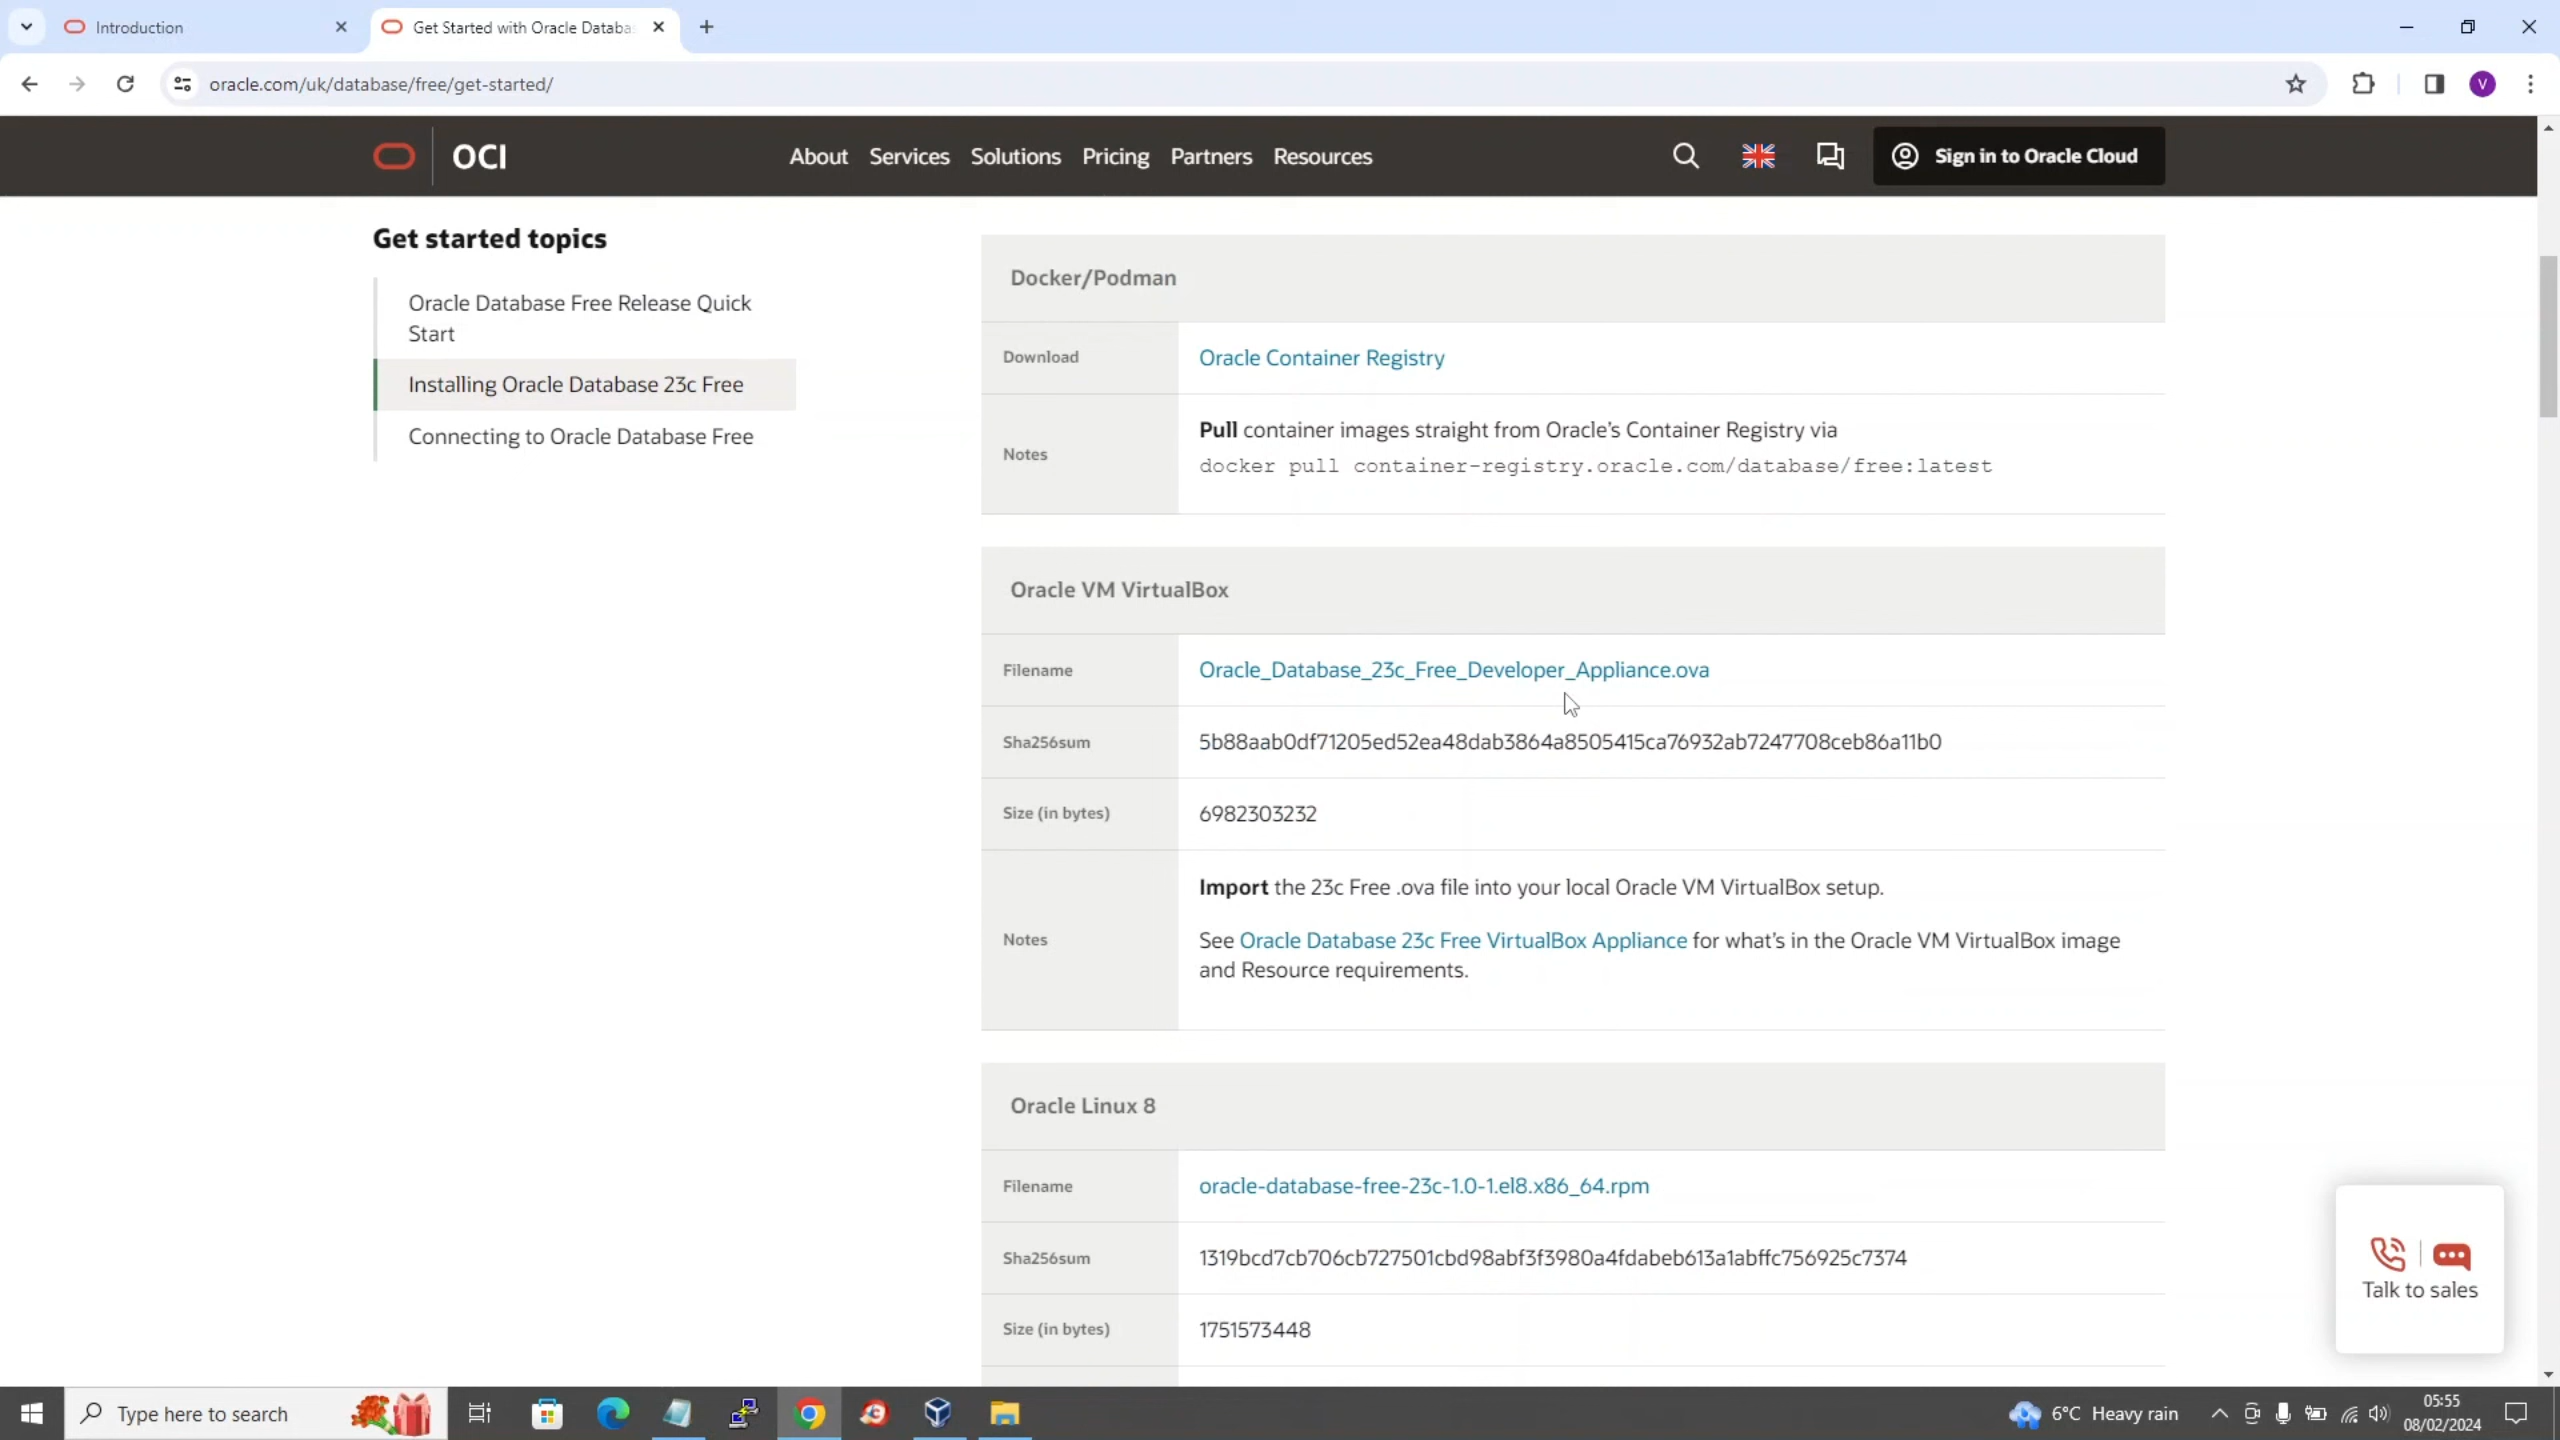 Introduction
Get Started with Oracle Databa
oracle.com/uk/database/free/get-started/
V
OCI
About Services Solutions Pricing Partners Resources
Sign in to Oracle Cloud
Get started topics
Oracle Database Free Release Quick
Start
Installing Oracle Database 23c Free
Connecting to Oracle Database Free
Docker/Podman
Download Oracle Container Registry
Notes
Pull container images straight from Oracle's Container Registry via
docker pull container-registry.oracle.com/database/free:latest
Oracle VM VirtualBox
Filename Oracle_Database_23c_Free_Developer_Appliance.ova
Sha256sum 5b88aab0df71205ed52ea48dab3864a8505415ca76932ab7247708ceb86a11b0
Size (in bytes) 6982303232
Notes
Import the 23c Free .ova file into your local Oracle VM VirtualBox setup.
See Oracle Database 23c Free VirtualBox Appliance for what's in the Oracle VM VirtualBox image
and Resource requirements.
Oracle Linux 8
Filename oracle-database-free-23c-1.0-1.el8.x86_64.rpm
Sha256sum 1319bcd7cb706cb727501cbd98abf3f3980a4fdabeb613a1abffc756925c7374
Size (in bytes) 1751573448
Talk to sales
Type here to search
6°C Heavy rain
05:55
08/02/2024